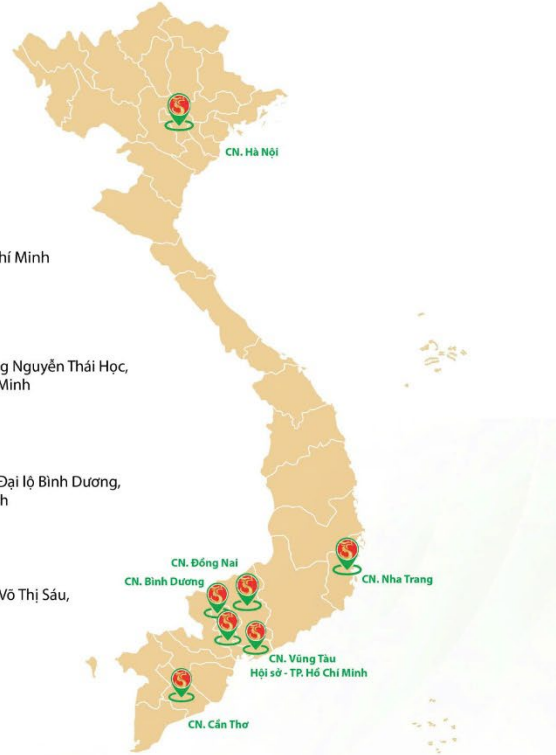 CN. Hà Nội
hí Minh
g Nguyễn Thái Học,
Minh
Đại lộ Bình Dương,
h
Võ Thị Sáu,
CN. Đồng Nai
CN. Bình Dương
CN. Nha Trang
CN. Vũng Tàu
Hội sở - TP. Hồ Chí Minh
CN. Cần Thơ